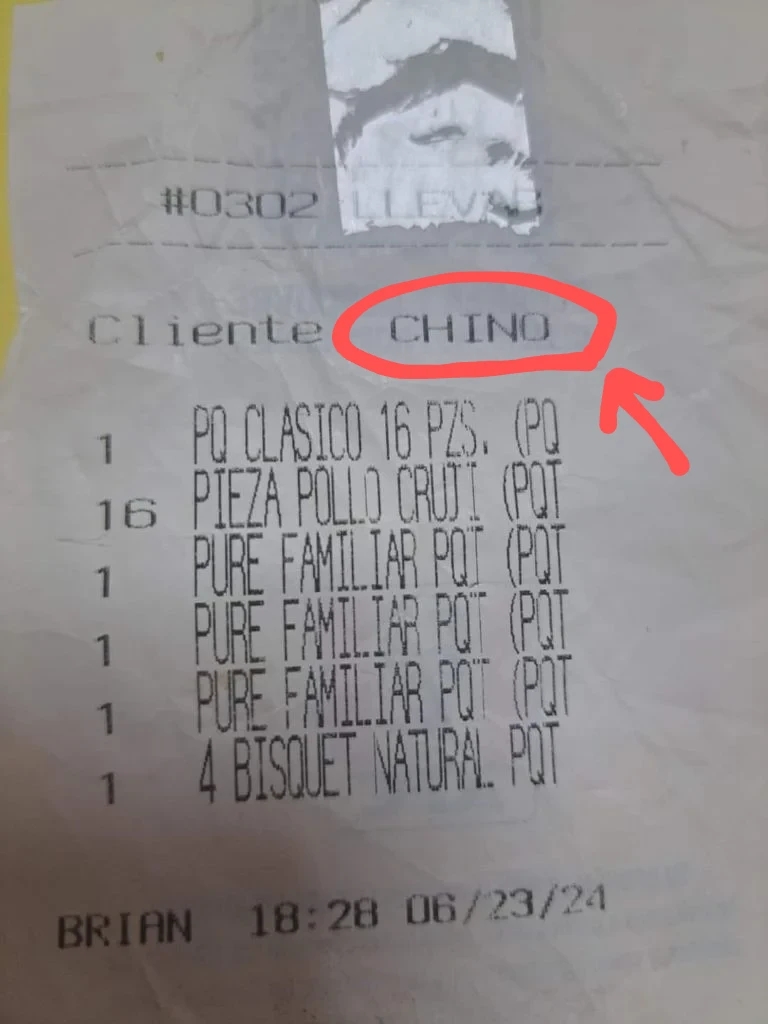 #0302 LLEVAR
Cliente CHINO
1 PQ CLASICO 16 PZS. (PQ
16 PIEZA POLLO CRUJI (PQT
1 PURE FAMILIAR PQT (PQT
1 PURE FAMILIAR PQT (PQT
1 PURE FAMILIAR PQT (PQT
1 4 BISQUET NATURAL PQT
BRIAN 18:28 06/23/24